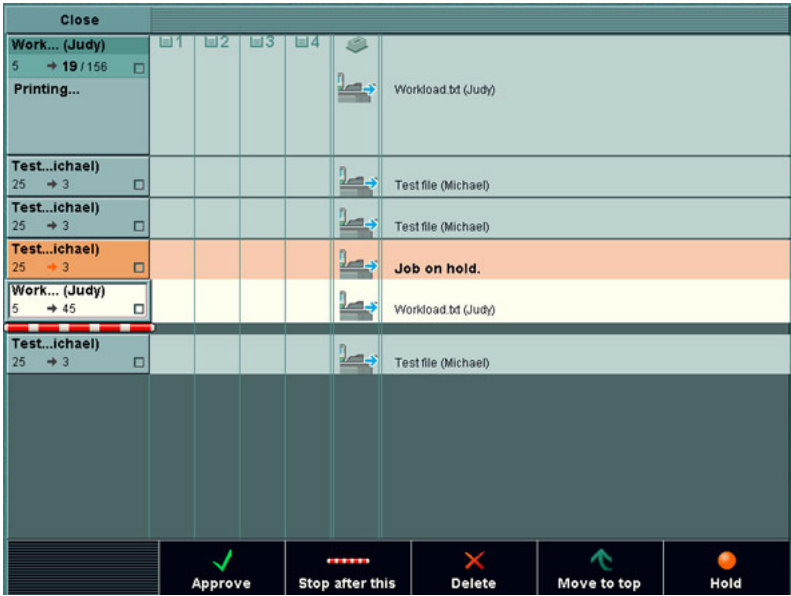 Close
1 2 3 4
Work... (Judy)
5 → 19 / 156
Printing...
Workload.txt (Judy)
Test...ichael)
25 → 3
Test file (Michael)
Test...ichael)
25 → 3
Test file (Michael)
Test...ichael)
25 → 3
Job on hold.
Work... (Judy)
5 → 45
Workload.txt (Judy)
Test...ichael)
25 → 3
Test file (Michael)
Approve Stop after this Delete Move to top Hold